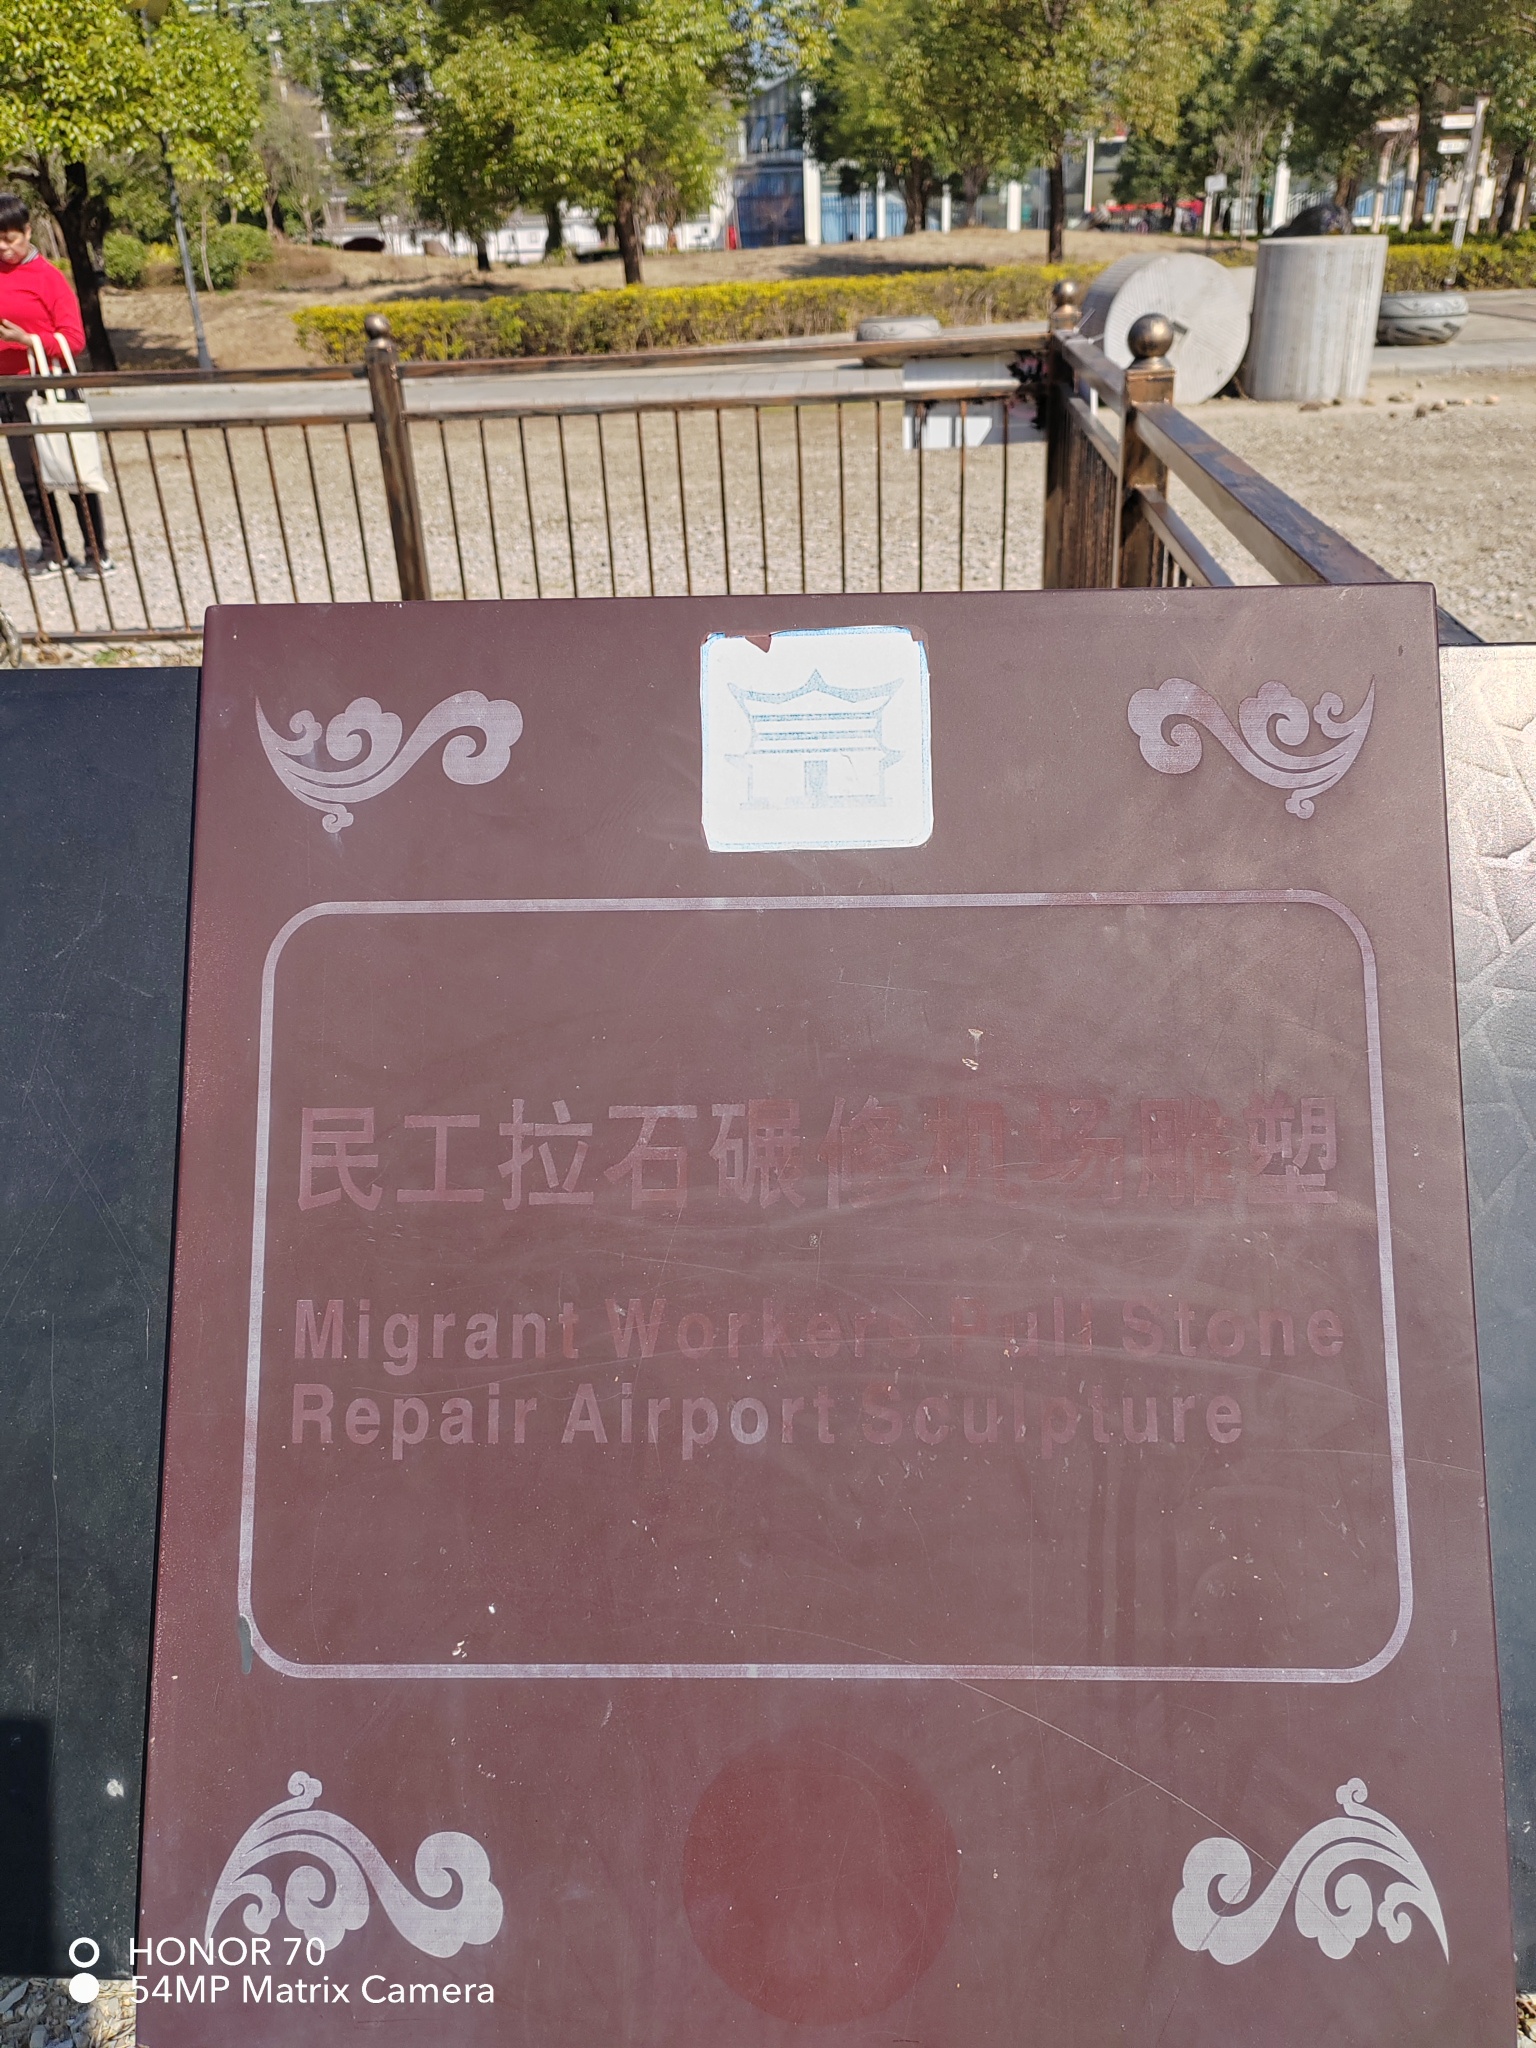 民工拉石碾修机场雕塑
Migrant Workers Pull Stone
Repair Airport Sculpture
HONOR 70
54MP Matrix Camera